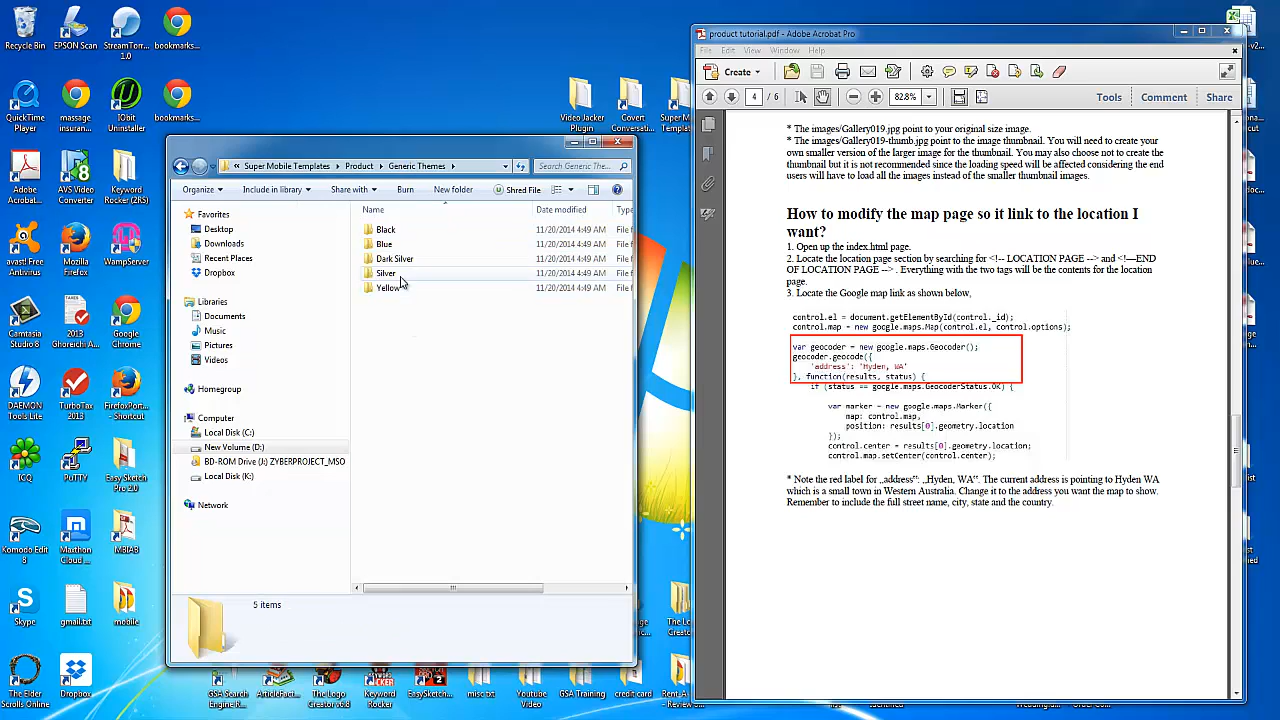 Recycle Bin
EPSON Scan
StreamTorr...
1.0
bookmarks...
QuickTime
Player
massage
insuran...
IObit
Uninstaller
bookmarks...
Adobe
Acrobat...
AVS Video
Converter
Keyword
Rocker (2RS)
avast! Free
Antivirus
Mozilla
Firefox
WampServer
Camtasia
Studio 8
2013
Ghoreichi A...
Google
Chrome
DAEMON
Tools Lite
TurboTax
2013
FirefoxPort...
- Shortcut
ICQ
PuTTY
Easy Sketch
Pro 2.0
Komodo Edit
8
Maxthon
Cloud ...
MBIAB
Skype
gmail.txt
mobile
The Elder
Scrolls Online
Dropbox
Video Jacker
Plugin
Covert
Conversati...
Super M
Templat
Super Mobile Templates
Product
Generic Themes
Search Generic The...
Organize
Include in library
Share with
Burn
New folder
Shred File
Favorites
Desktop
Downloads
Recent Places
Dropbox
Libraries
Documents
Music
Pictures
Videos
Homegroup
Computer
Local Disk (C:)
New Volume (D:)
BD-ROM Drive (J:) ZYBERPROJECT_MSO
Local Disk (K:)
Network
Name
Date modified
Type
Black
11/20/2014 4:49 AM
File f
Blue
11/20/2014 4:49 AM
File f
Dark Silver
11/20/2014 4:49 AM
File f
Silver
11/20/2014 4:49 AM
File f
Yellow
11/20/2014 4:49 AM
File f
5 items
GSA Search
Engine R...
ArticleFact...
The Logo
Creator v6.8
Keyword
Rocker
EasySketch...
misc txt
Youtube
Video
GSA Training
credit card
Rent-A
- Review o
The Lo
Creato
product tutorial.pdf - Adobe Acrobat Pro
File Edit View Window Help
Create
4 / 6
82.8%
Tools
Comment
Share
* The images/Gallery019.jpg point to your original size image.
* The images/Gallery019-thumb.jpg point to the image thumbnail. You will need to create your
own smaller version of the larger image for the thumbnail. You may also choose not to create the
thumbnail but it is not recommended since the loading speed will be affected considering the end
users will have to load all the images instead of the smaller thumbnail images.
How to modify the map page so it link to the location I
want?
1. Open up the index.html page.
2. Locate the location page section by searching for <!-- LOCATION PAGE --> and <!—END
OF LOCATION PAGE --> . Everything with the two tags will be the contents for the location
page.
3. Locate the Google map link as shown below,
control.el = document.getElementById(control._id);
control.map = new google.maps.Map(control.el, control.options);
var geocoder = new google.maps.Geocoder();
geocoder.geocode({
'address': 'Hyden, WA'
}, function(results, status) {
if (status == google.maps.GeocoderStatus.OK) {
var marker = new google.maps.Marker({
map: control.map,
position: results[0].geometry.location
});
control.center = results[0].geometry.location;
control.map.setCenter(control.center);
* Note the red label for „address‟: „Hyden, WA‟. The current address is pointing to Hyden WA
which is a small town in Western Australia. Change it to the address you want the map to show.
Remember to include the full street name, city, state and the country.